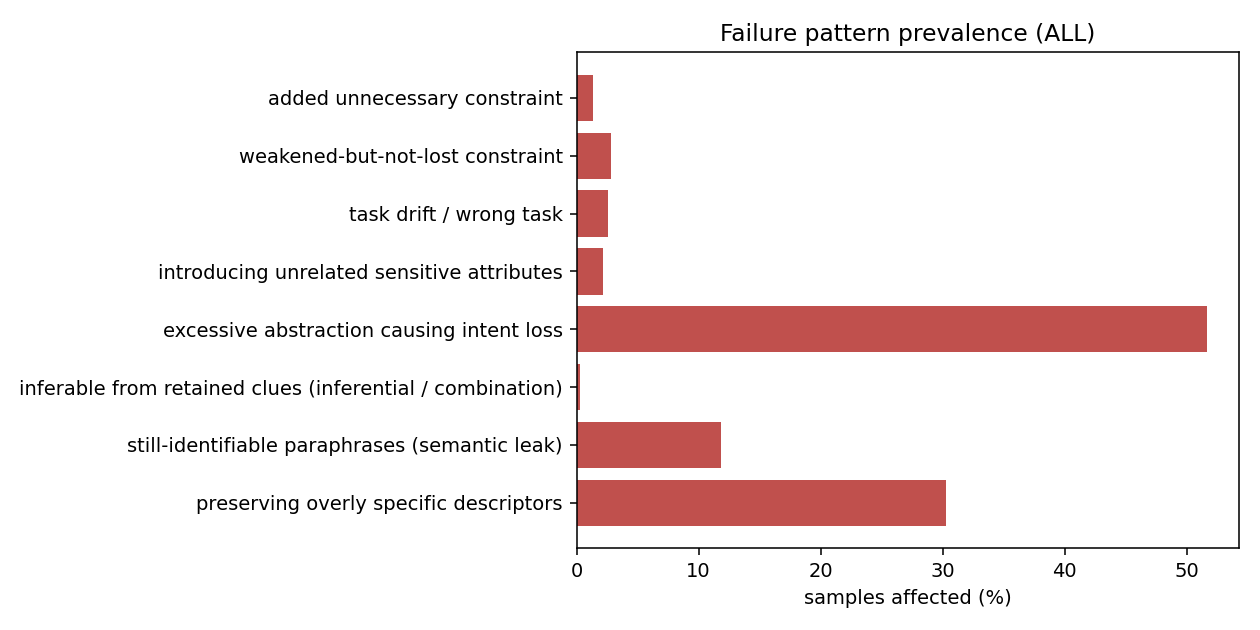 Failure pattern prevalence (ALL)
added unnecessary constraint
weakened-but-not-lost constraint
task drift / wrong task
introducing unrelated sensitive attributes
excessive abstraction causing intent loss
inferable from retained clues (inferential / combination)
still-identifiable paraphrases (semantic leak)
preserving overly specific descriptors
0 10 20 30 40 50
samples affected (%)